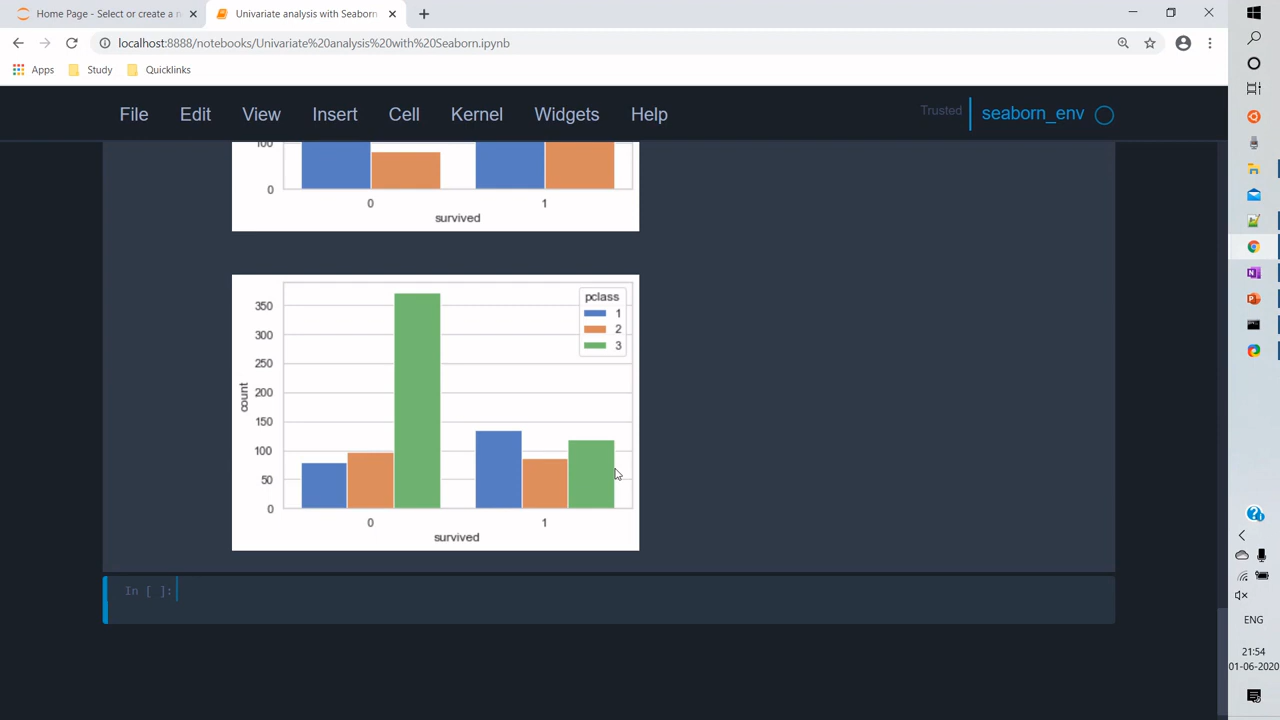 Home Page - Select or create a n
Univariate analysis with Seaborn
localhost:8888/notebooks/Univariate%20analysis%20with%20Seaborn.ipynb
Apps Study Quicklinks
File Edit View Insert Cell Kernel Widgets Help Trusted seaborn_env
100
0
0 1
survived
pclass
1
2
3
350
300
250
200
150
100
50
0
count
0 1
survived
In [ ]:
ENG
21:54
01-06-2020